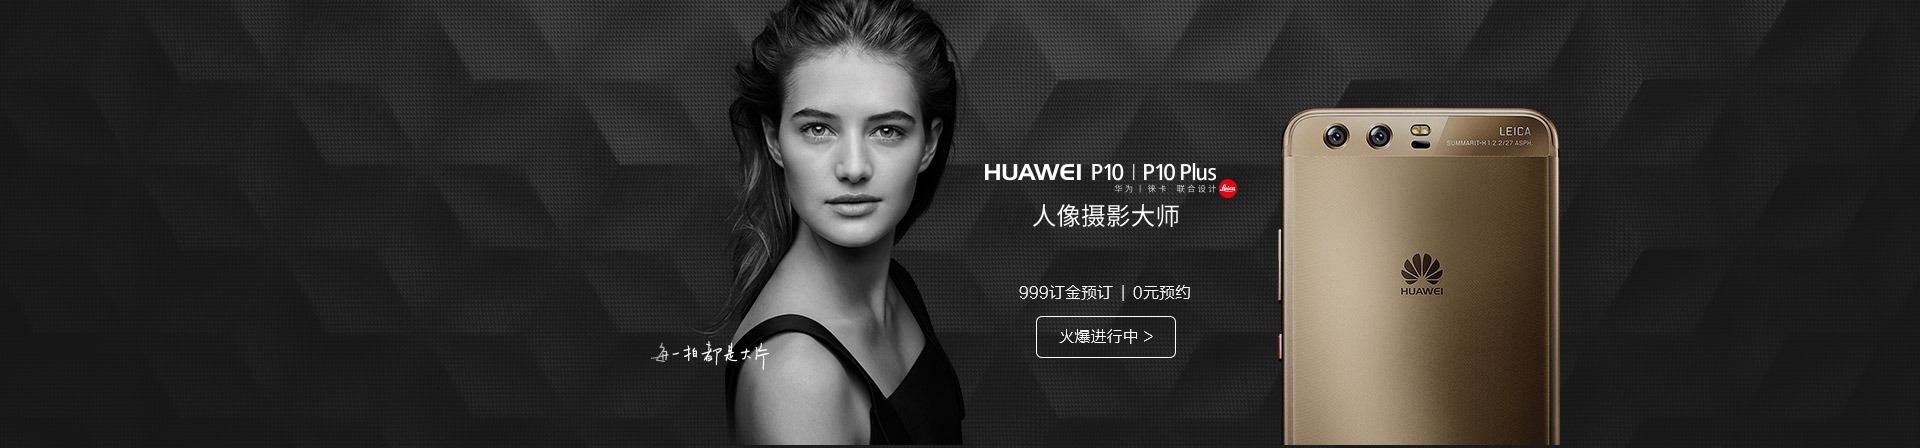 LEICA
SUMMARIT-H 1:2.2/27 ASPH.
HUAWEI P10 | P10 Plus
华为 | 徕卡 联合设计 Leica
人像摄影大师
HUAWEI
999订金预订 | 0元预约
火爆进行中 >
每一拍都是大片